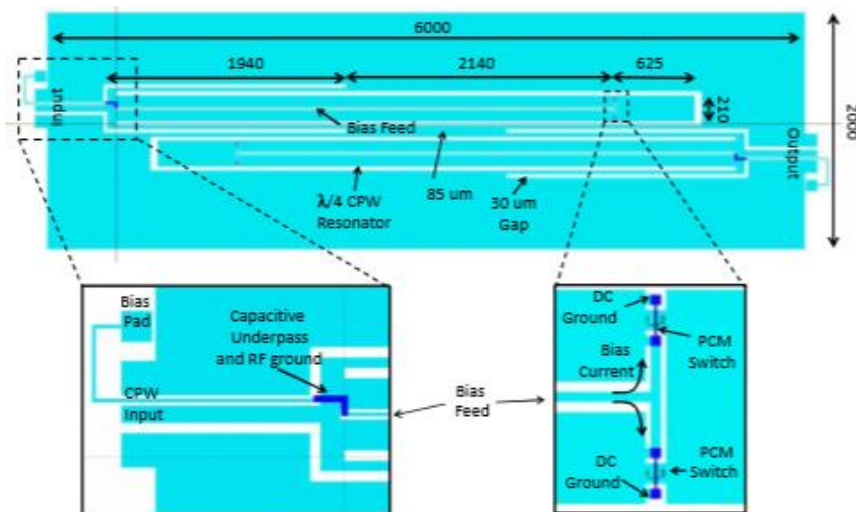 6000
1940
2140
625
210
2000
Input
Bias Feed
Output
λ/4 CPW
Resonator
85 um
30 um
Gap
Bias
Pad
Capacitive
Underpass
and RF ground
CPW
Input
Bias
Feed
DC
Ground
PCM
Switch
Bias
Current
DC
Ground
PCM
Switch